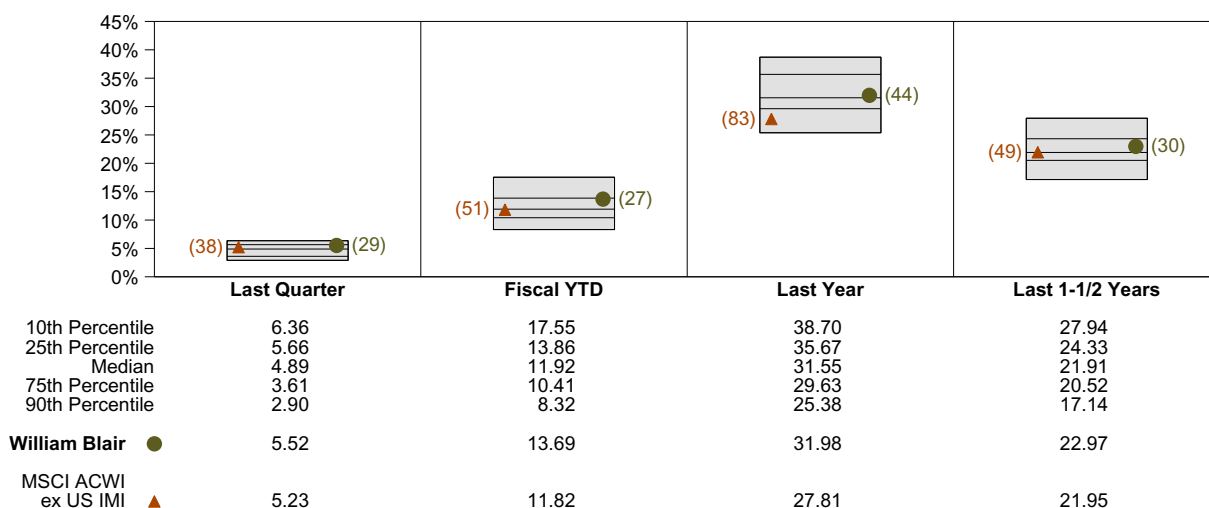 45%
40%
35%
30%
25%
20%
15%
10%
5%
0%
(38) (29)
(51) (27)
(83) (44)
(49) (30)
Last Quarter Fiscal YTD Last Year Last 1-1/2 Years
10th Percentile 6.36 17.55 38.70 27.94
25th Percentile 5.66 13.86 35.67 24.33
Median 4.89 11.92 31.55 21.91
75th Percentile 3.61 10.41 29.63 20.52
90th Percentile 2.90 8.32 25.38 17.14
William Blair 5.52 13.69 31.98 22.97
MSCI ACWI
ex US IMI 5.23 11.82 27.81 21.95